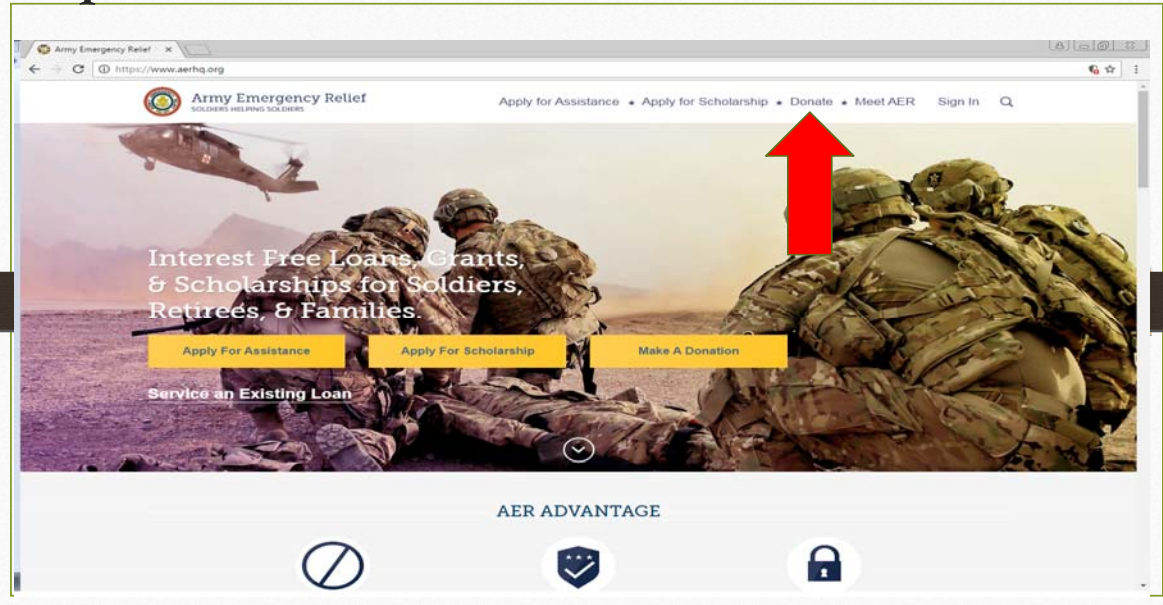 Army Emergency Relief
https://www.aerhq.org
Army Emergency Relief
SOLDIERS HELPING SOLDIERS
Apply for Assistance ★ Apply for Scholarship ★ Donate ★ Meet AER Sign In
Interest Free Loans, Grants,
& Scholarships for Soldiers,
Retirees, & Families.
Apply For Assistance Apply For Scholarship Make A Donation
Service an Existing Loan
AER ADVANTAGE